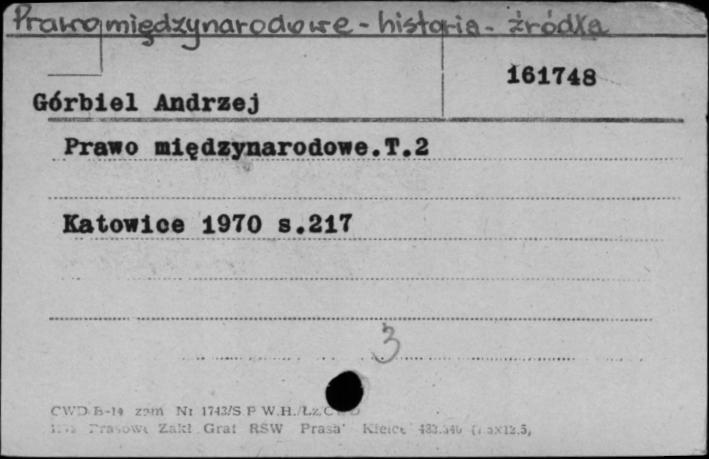 Prawo międzynarodowe - historia - źródła
161748
Górbiel Andrzej
Prawo międzynarodowe.T.2
Katowice 1970 s.217
3
CWD B-14 zam Nr 1743/S P W.H./Łz.
Prasowe Zakł Graf RSW Prasa" Kielce